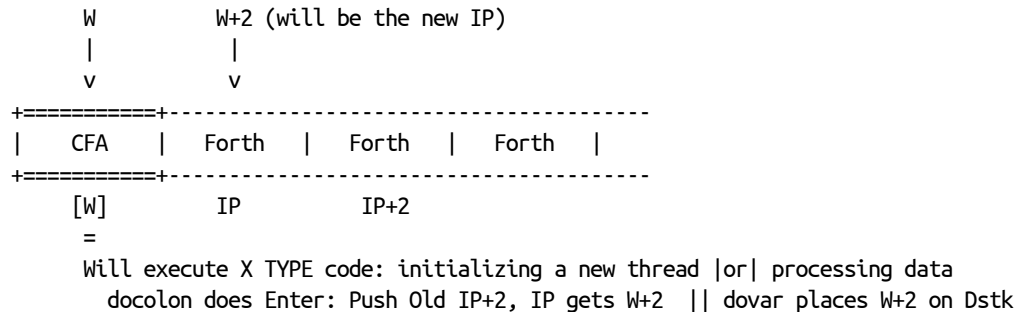 W W+2 (will be the new IP)
| |
v v
+===========+----------------------------------------
| CFA | Forth | Forth | Forth |
+===========+----------------------------------------
[W] IP IP+2
=
Will execute X TYPE code: initializing a new thread |or| processing data
docolon does Enter: Push Old IP+2, IP gets W+2 || dovar places W+2 on Dstk